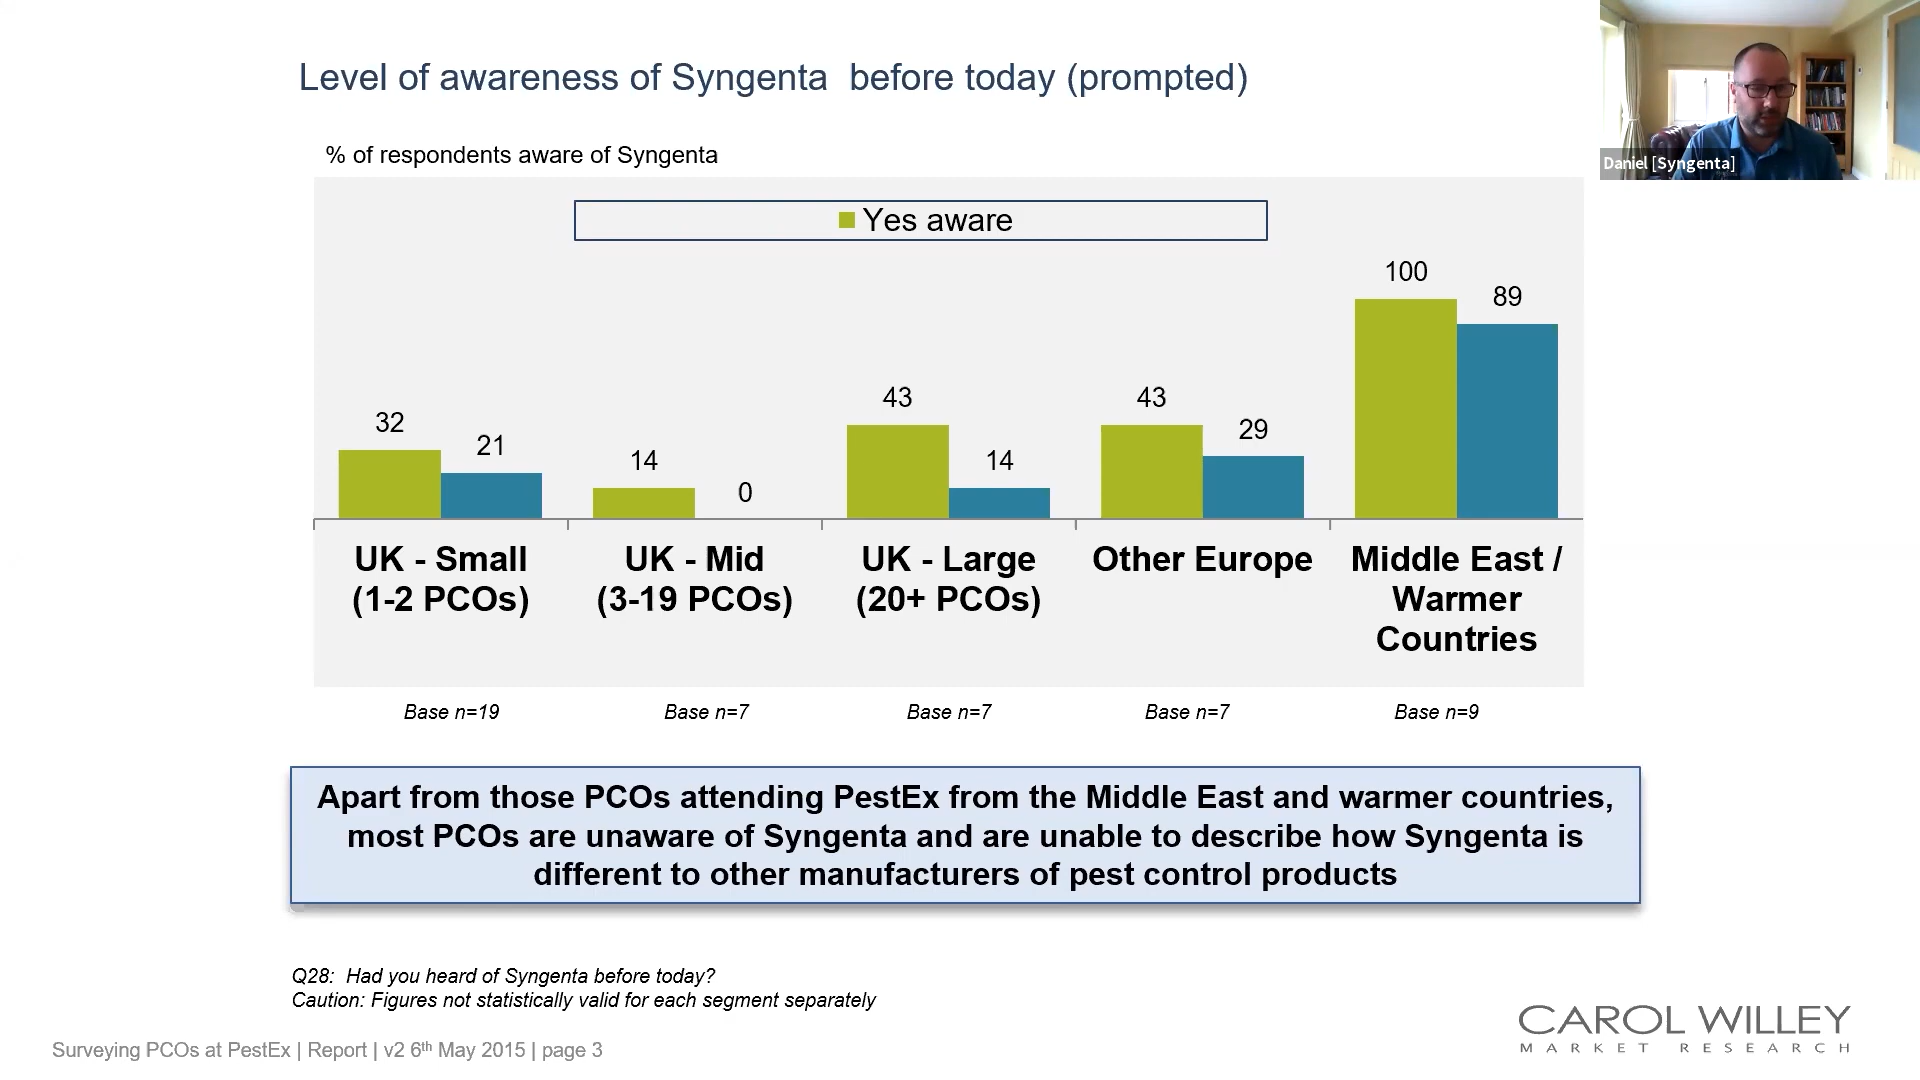 Level of awareness of Syngenta  before today (prompted)
Daniel [Syngenta]
% of respondents aware of Syngenta
Yes aware
32
21
14
0
43
14
43
29
100
89
UK - Small
(1-2 PCOs)
UK - Mid
(3-19 PCOs)
UK - Large
(20+ PCOs)
Other Europe
Middle East /
Warmer
Countries
Base n=19
Base n=7
Base n=7
Base n=7
Base n=9
Apart from those PCOs attending PestEx from the Middle East and warmer countries,
most PCOs are unaware of Syngenta and are unable to describe how Syngenta is
different to other manufacturers of pest control products
Q28:  Had you heard of Syngenta before today?
Caution: Figures not statistically valid for each segment separately
Surveying PCOs at PestEx | Report | v2 6th May 2015 | page 3
CAROL WILLEY
MARKET RESEARCH